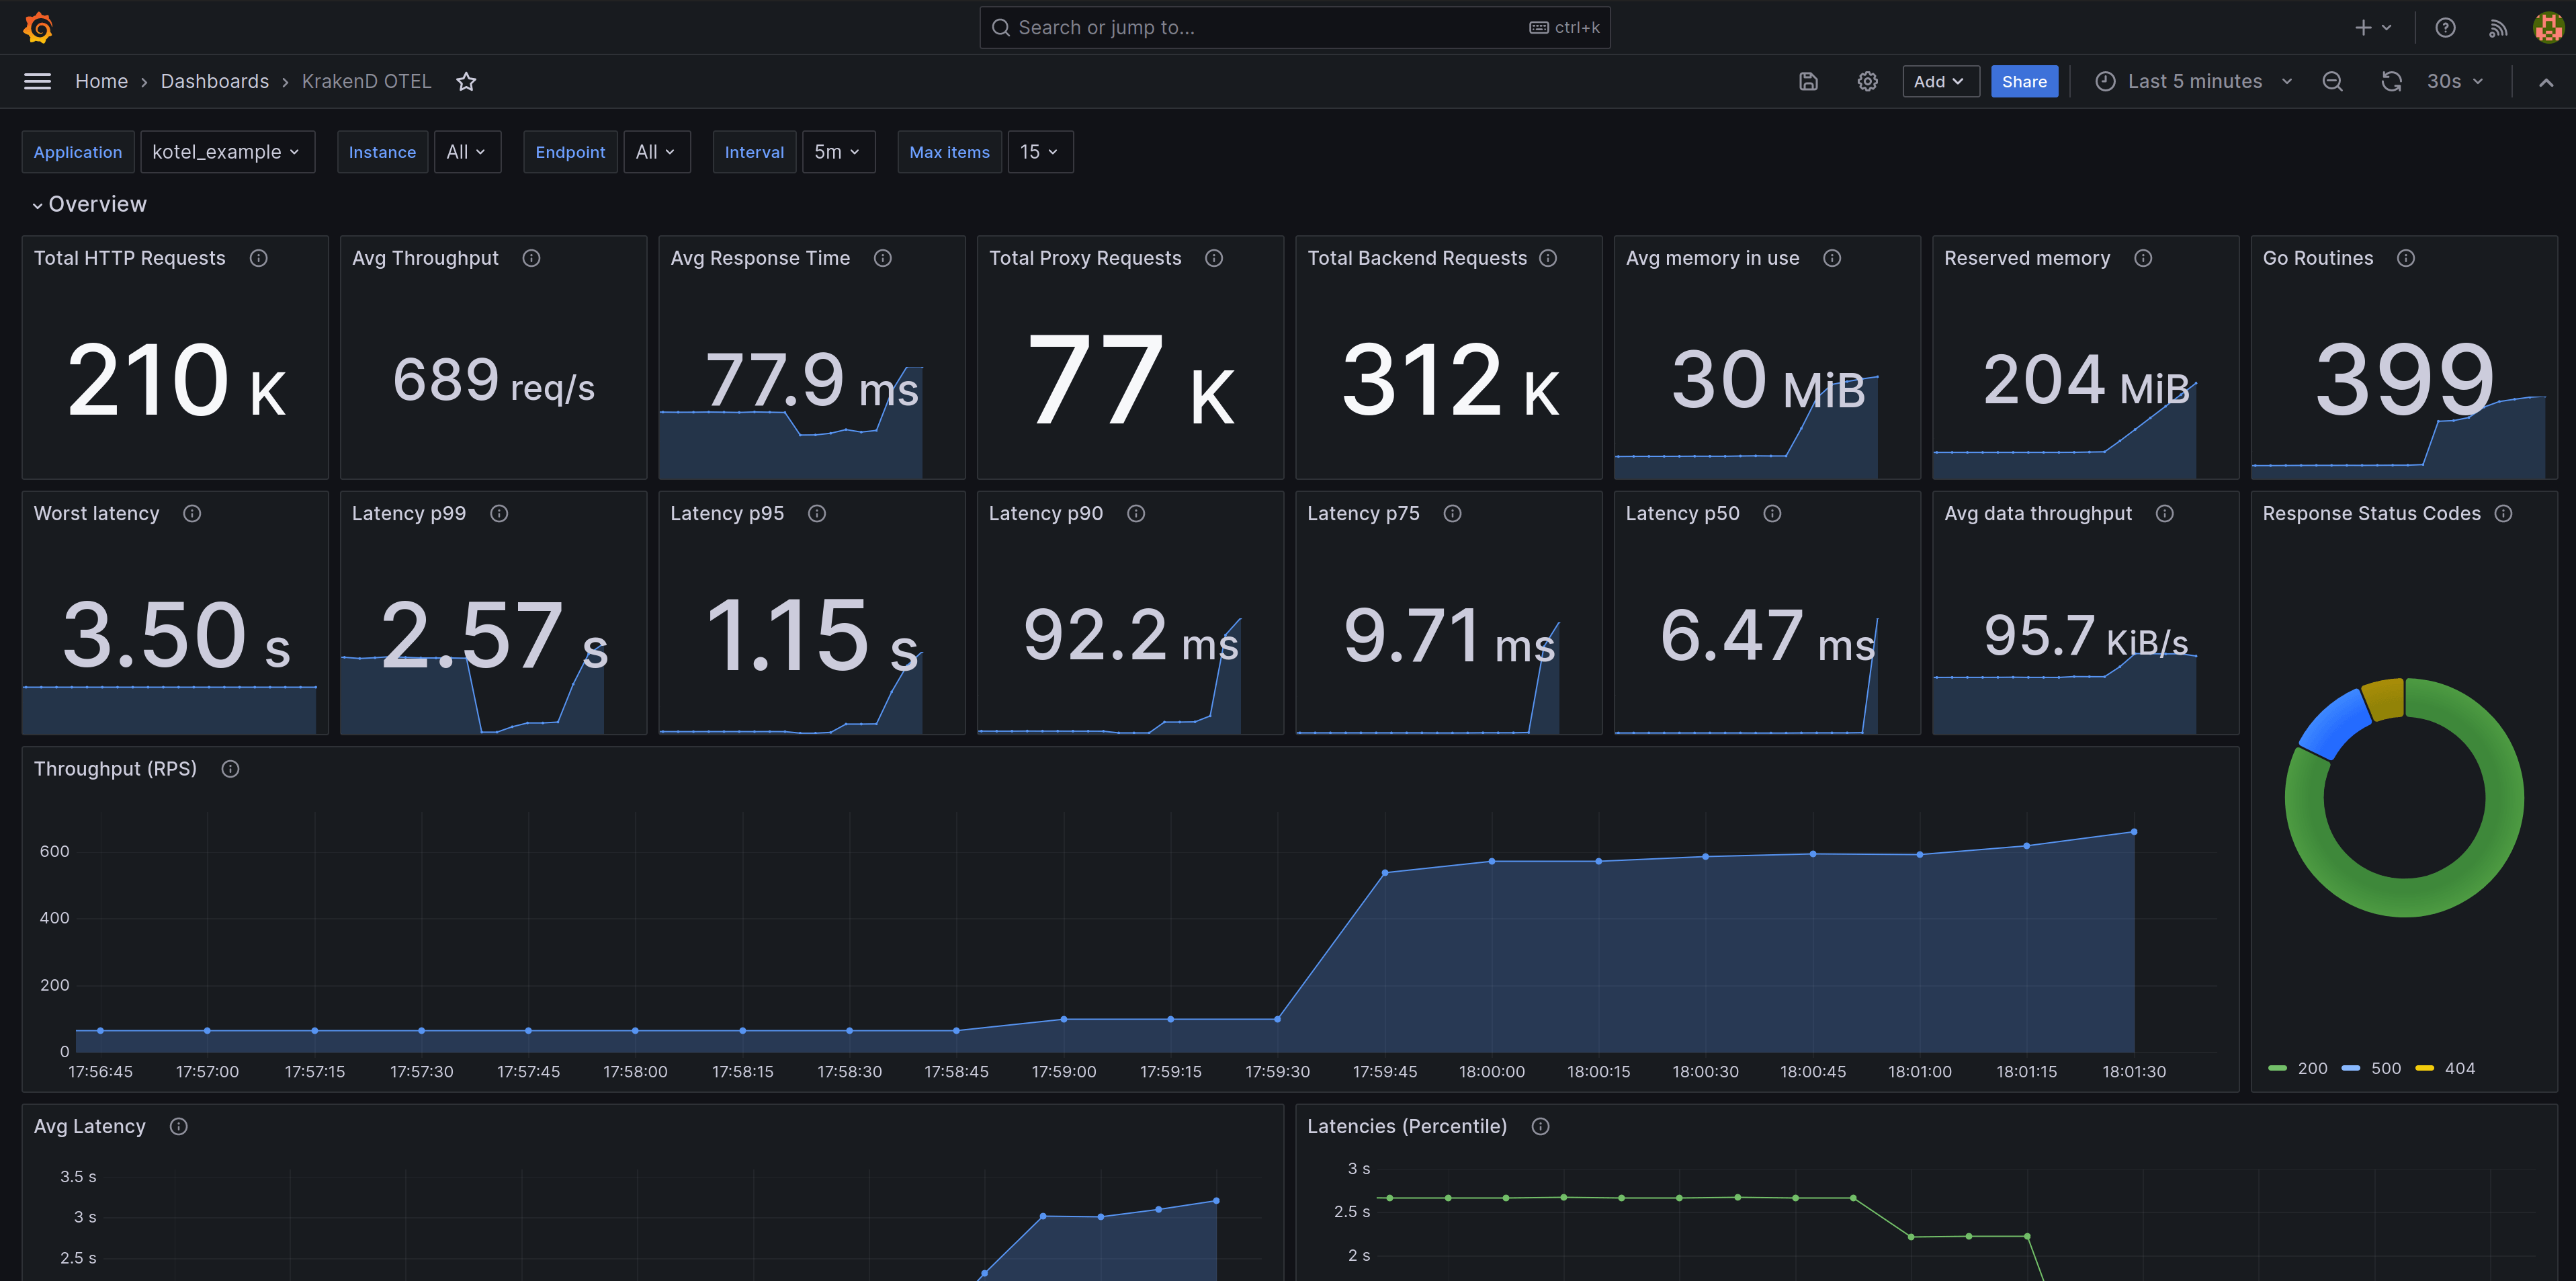 Search or jump to... ctrl+k
Home › Dashboards › KrakenD OTEL Add Share Last 5 minutes 30s
Application kotel_example Instance All Endpoint All Interval 5m Max items 15
Overview
Total HTTP Requests
210 K
Avg Throughput
689 req/s
Avg Response Time
77.9 ms
Total Proxy Requests
77 K
Total Backend Requests
312 K
Avg memory in use
30 MiB
Reserved memory
204 MiB
Go Routines
399
Worst latency
3.50 s
Latency p99
2.57 s
Latency p95
1.15 s
Latency p90
92.2 ms
Latency p75
9.71 ms
Latency p50
6.47 ms
Avg data throughput
95.7 KiB/s
Response Status Codes
200 500 404
Throughput (RPS)
600
400
200
0
17:56:45 17:57:00 17:57:15 17:57:30 17:57:45 17:58:00 17:58:15 17:58:30 17:58:45 17:59:00 17:59:15 17:59:30 17:59:45 18:00:00 18:00:15 18:00:30 18:00:45 18:01:00 18:01:15 18:01:30
Avg Latency
3.5 s
3 s
2.5 s
Latencies (Percentile)
3 s
2.5 s
2 s